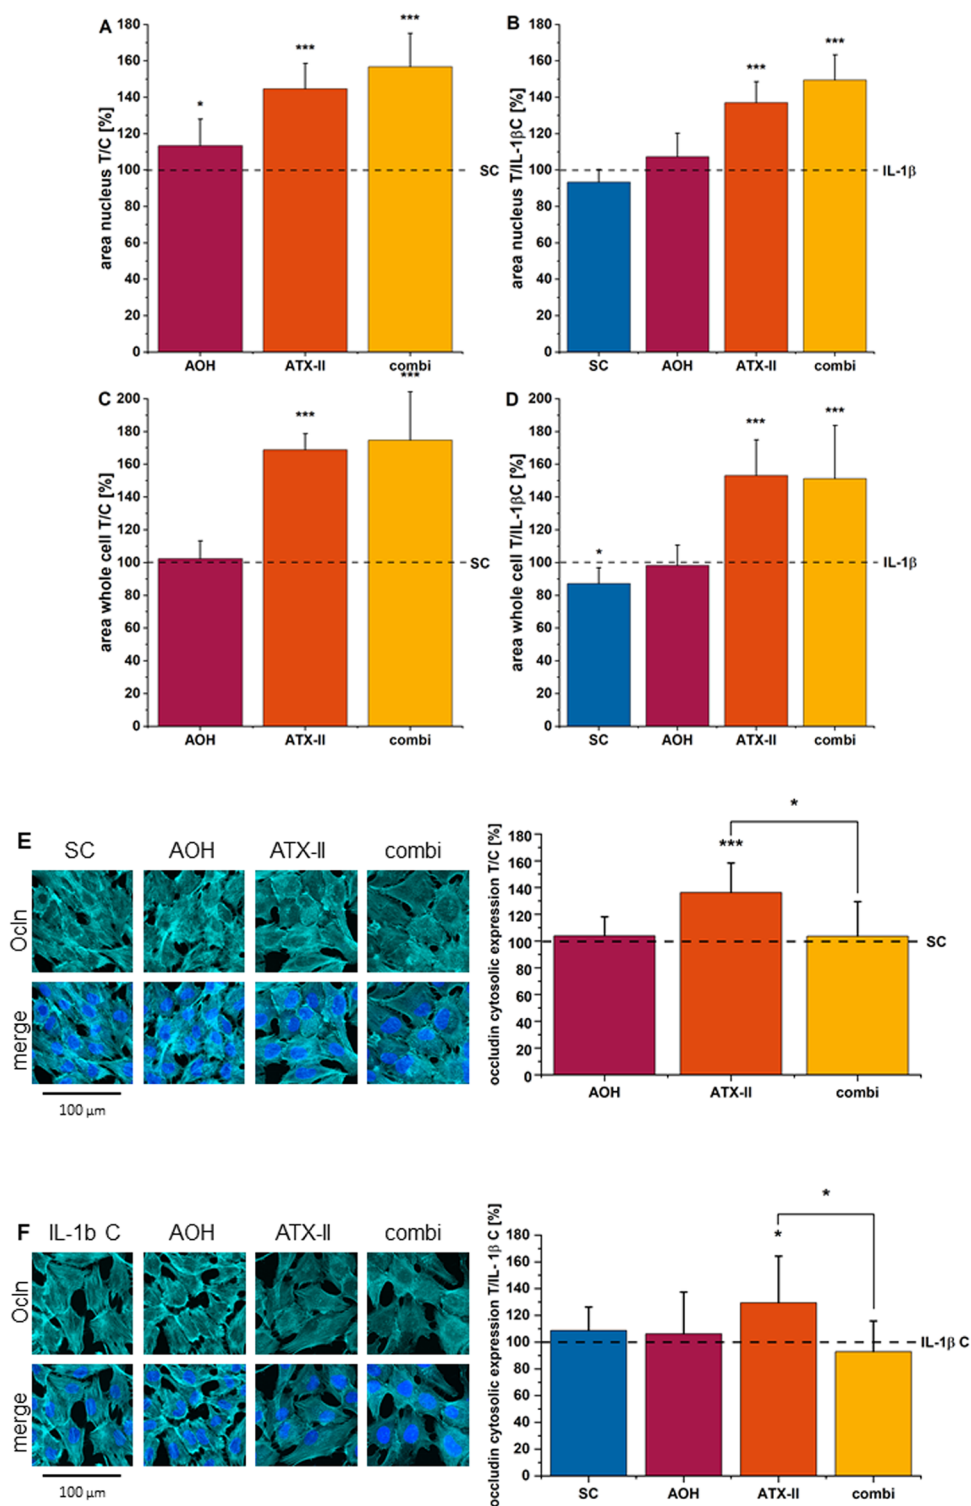 A
area nucleus T/C [%]
180
160
140
120
100
80
60
40
20
0
*
***
***
SC
AOH
ATX-II
combi
B
area nucleus T/IL-1βC [%]
180
160
140
120
100
80
60
40
20
0
***
***
IL-1β
SC
AOH
ATX-II
combi
C
area whole cell T/C [%]
200
180
160
140
120
100
80
60
40
20
0
***
***
SC
AOH
ATX-II
combi
D
area whole cell T/IL-1βC [%]
200
180
160
140
120
100
80
60
40
20
0
*
***
***
IL-1β
SC
AOH
ATX-II
combi
E
SC
AOH
ATX-II
combi
Ocln
merge
100 µm
occludin cytosolic expression T/C [%]
180
160
140
120
100
80
60
40
20
0
***
*
SC
AOH
ATX-II
combi
F
IL-1b C
AOH
ATX-II
combi
Ocln
merge
100 µm
occludin cytosolic expression T/IL- 1β C [%]
180
160
140
120
100
80
60
40
20
0
*
*
IL-1β C
SC
AOH
ATX-II
combi